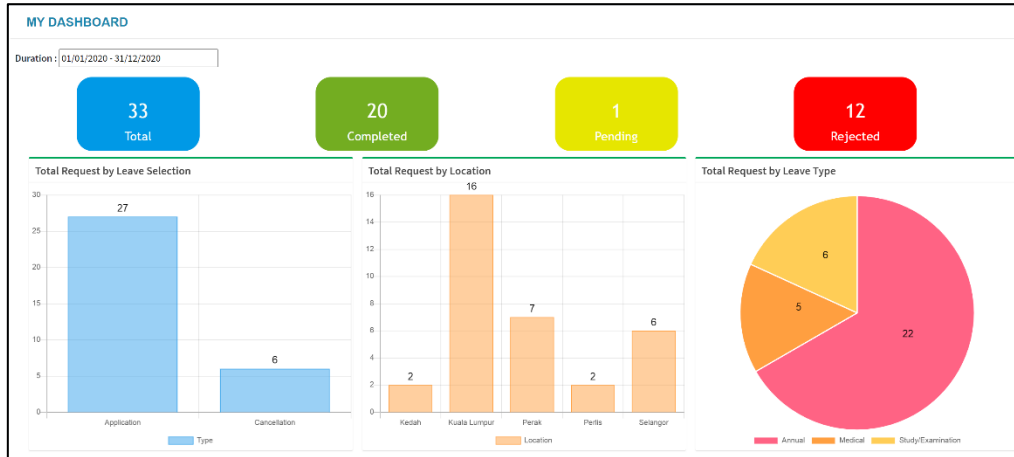 MY DASHBOARD
Duration : 01/01/2020 - 31/12/2020
33
Total
20
Completed
1
Pending
12
Rejected
Total Request by Leave Selection
30
25
20
15
10
5
0
27
6
Application
Cancellation
Type
Total Request by Location
16
14
12
10
8
6
4
2
0
2
16
7
2
6
Kedah
Kuala Lumpur
Perak
Perlis
Selangor
Location
Total Request by Leave Type
6
5
22
Annual
Medical
Study/Examination